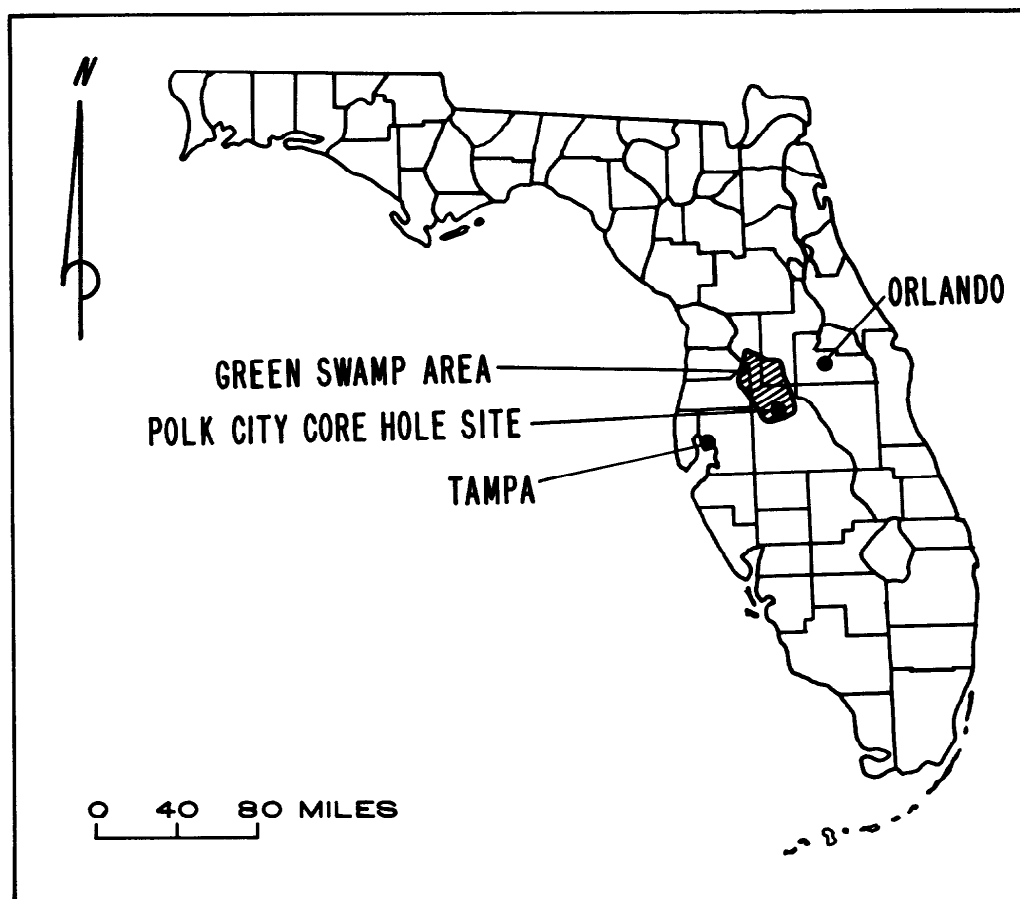 N
ORLANDO
GREEN SWAMP AREA
POLK CITY CORE HOLE SITE
TAMPA
0 40 80 MILES